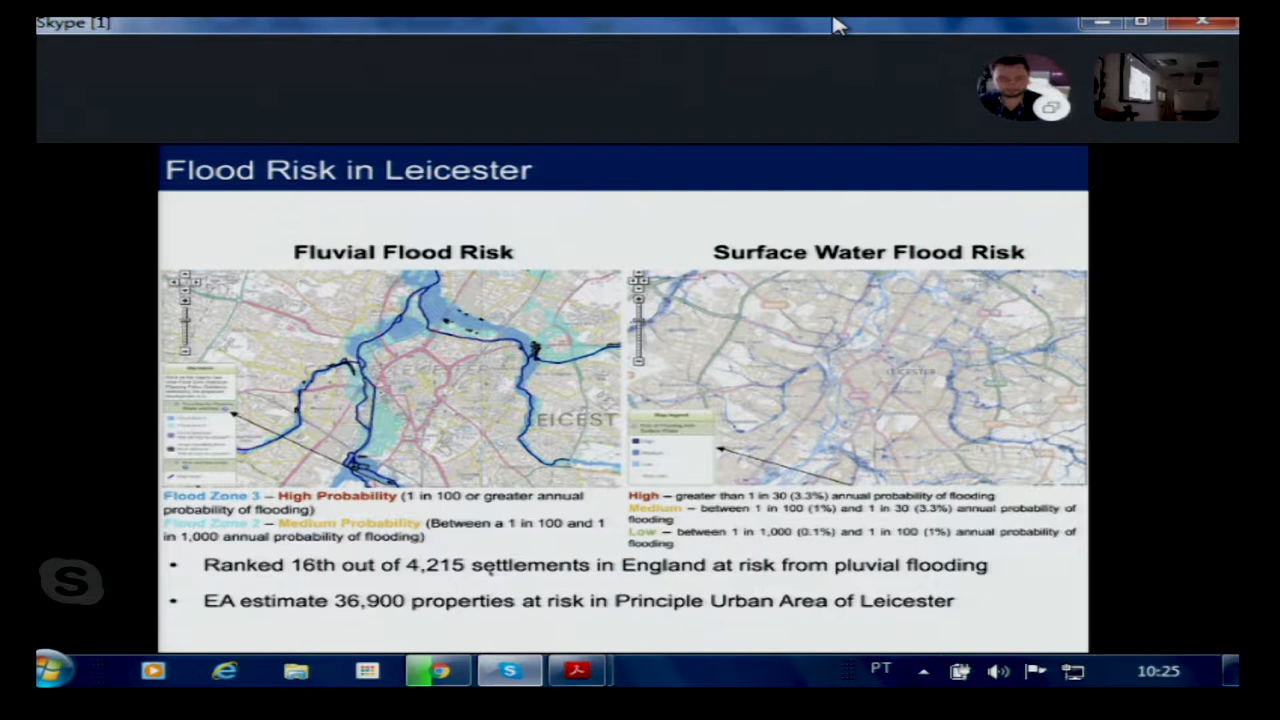 Skype [1]
Flood Risk in Leicester
Fluvial Flood Risk
Surface Water Flood Risk
LEICESTER
LEICEST
LEICESTER
Flood Zone 3 – High Probability (1 in 100 or greater annual
probability of flooding)
Flood Zone 2 – Medium Probability (Between a 1 in 100 and 1
in 1,000 annual probability of flooding)
High – greater than 1 in 30 (3.3%) annual probability of flooding
Medium – between 1 in 100 (1%) and 1 in 30 (3.3%) annual probability of
flooding
Low – between 1 in 1,000 (0.1%) and 1 in 100 (1%) annual probability of
flooding
• Ranked 16th out of 4,215 settlements in England at risk from pluvial flooding
• EA estimate 36,900 properties at risk in Principle Urban Area of Leicester
PT
10:25